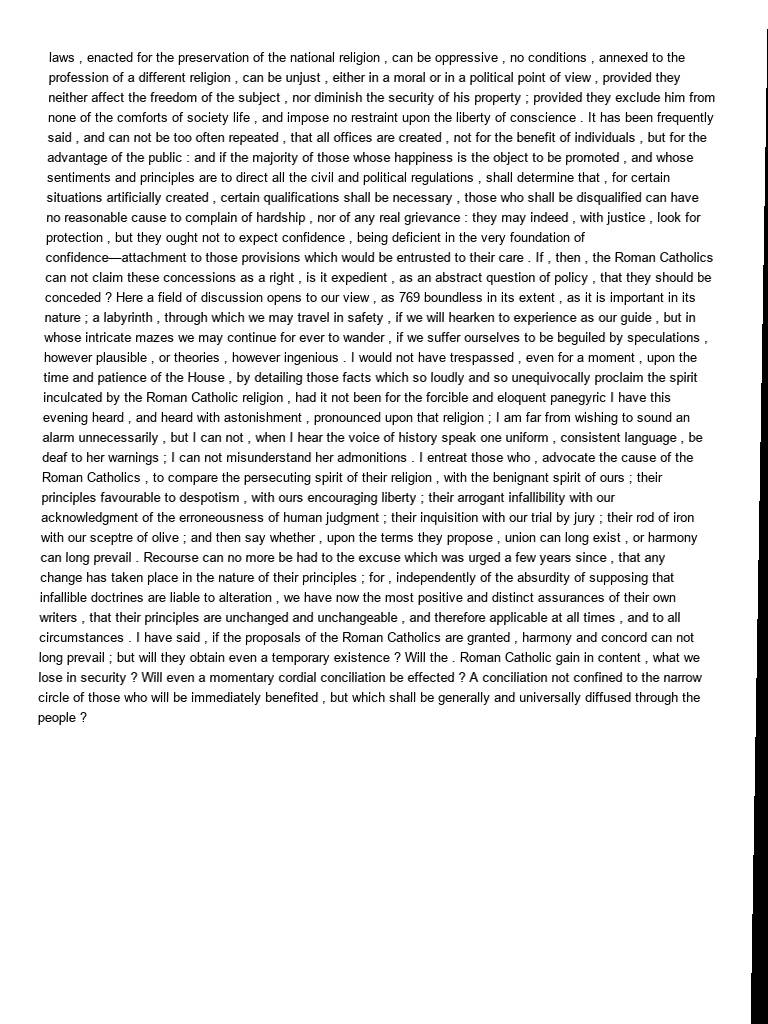 laws , enacted for the preservation of the national religion , can be oppressive , no conditions , annexed to the
profession of a different religion , can be unjust , either in a moral or in a political point of view , provided they
neither affect the freedom of the subject , nor diminish the security of his property ; provided they exclude him from
none of the comforts of society life , and impose no restraint upon the liberty of conscience . It has been frequently
said , and can not be too often repeated , that all offices are created , not for the benefit of individuals , but for the
advantage of the public : and if the majority of those whose happiness is the object to be promoted , and whose
sentiments and principles are to direct all the civil and political regulations , shall determine that , for certain
situations artificially created , certain qualifications shall be necessary , those who shall be disqualified can have
no reasonable cause to complain of hardship , nor of any real grievance : they may indeed , with justice , look for
protection , but they ought not to expect confidence , being deficient in the very foundation of
confidence—attachment to those provisions which would be entrusted to their care . If , then , the Roman Catholics
can not claim these concessions as a right , is it expedient , as an abstract question of policy , that they should be
conceded ? Here a field of discussion opens to our view , as 769 boundless in its extent , as it is important in its
nature ; a labyrinth , through which we may travel in safety , if we will hearken to experience as our guide , but in
whose intricate mazes we may continue for ever to wander , if we suffer ourselves to be beguiled by speculations ,
however plausible , or theories , however ingenious . I would not have trespassed , even for a moment , upon the
time and patience of the House , by detailing those facts which so loudly and so unequivocally proclaim the spirit
inculcated by the Roman Catholic religion , had it not been for the forcible and eloquent panegyric I have this
evening heard , and heard with astonishment , pronounced upon that religion ; I am far from wishing to sound an
alarm unnecessarily , but I can not , when I hear the voice of history speak one uniform , consistent language , be
deaf to her warnings ; I can not misunderstand her admonitions . I entreat those who , advocate the cause of the
Roman Catholics , to compare the persecuting spirit of their religion , with the benignant spirit of ours ; their
principles favourable to despotism , with ours encouraging liberty ; their arrogant infallibility with our
acknowledgment of the erroneousness of human judgment ; their inquisition with our trial by jury ; their rod of iron
with our sceptre of olive ; and then say whether , upon the terms they propose , union can long exist , or harmony
can long prevail . Recourse can no more be had to the excuse which was urged a few years since , that any
change has taken place in the nature of their principles ; for , independently of the absurdity of supposing that
infallible doctrines are liable to alteration , we have now the most positive and distinct assurances of their own
writers , that their principles are unchanged and unchangeable , and therefore applicable at all times , and to all
circumstances . I have said , if the proposals of the Roman Catholics are granted , harmony and concord can not
long prevail ; but will they obtain even a temporary existence ? Will the . Roman Catholic gain in content , what we
lose in security ? Will even a momentary cordial conciliation be effected ? A conciliation not confined to the narrow
circle of those who will be immediately benefited , but which shall be generally and universally diffused through the
people ?